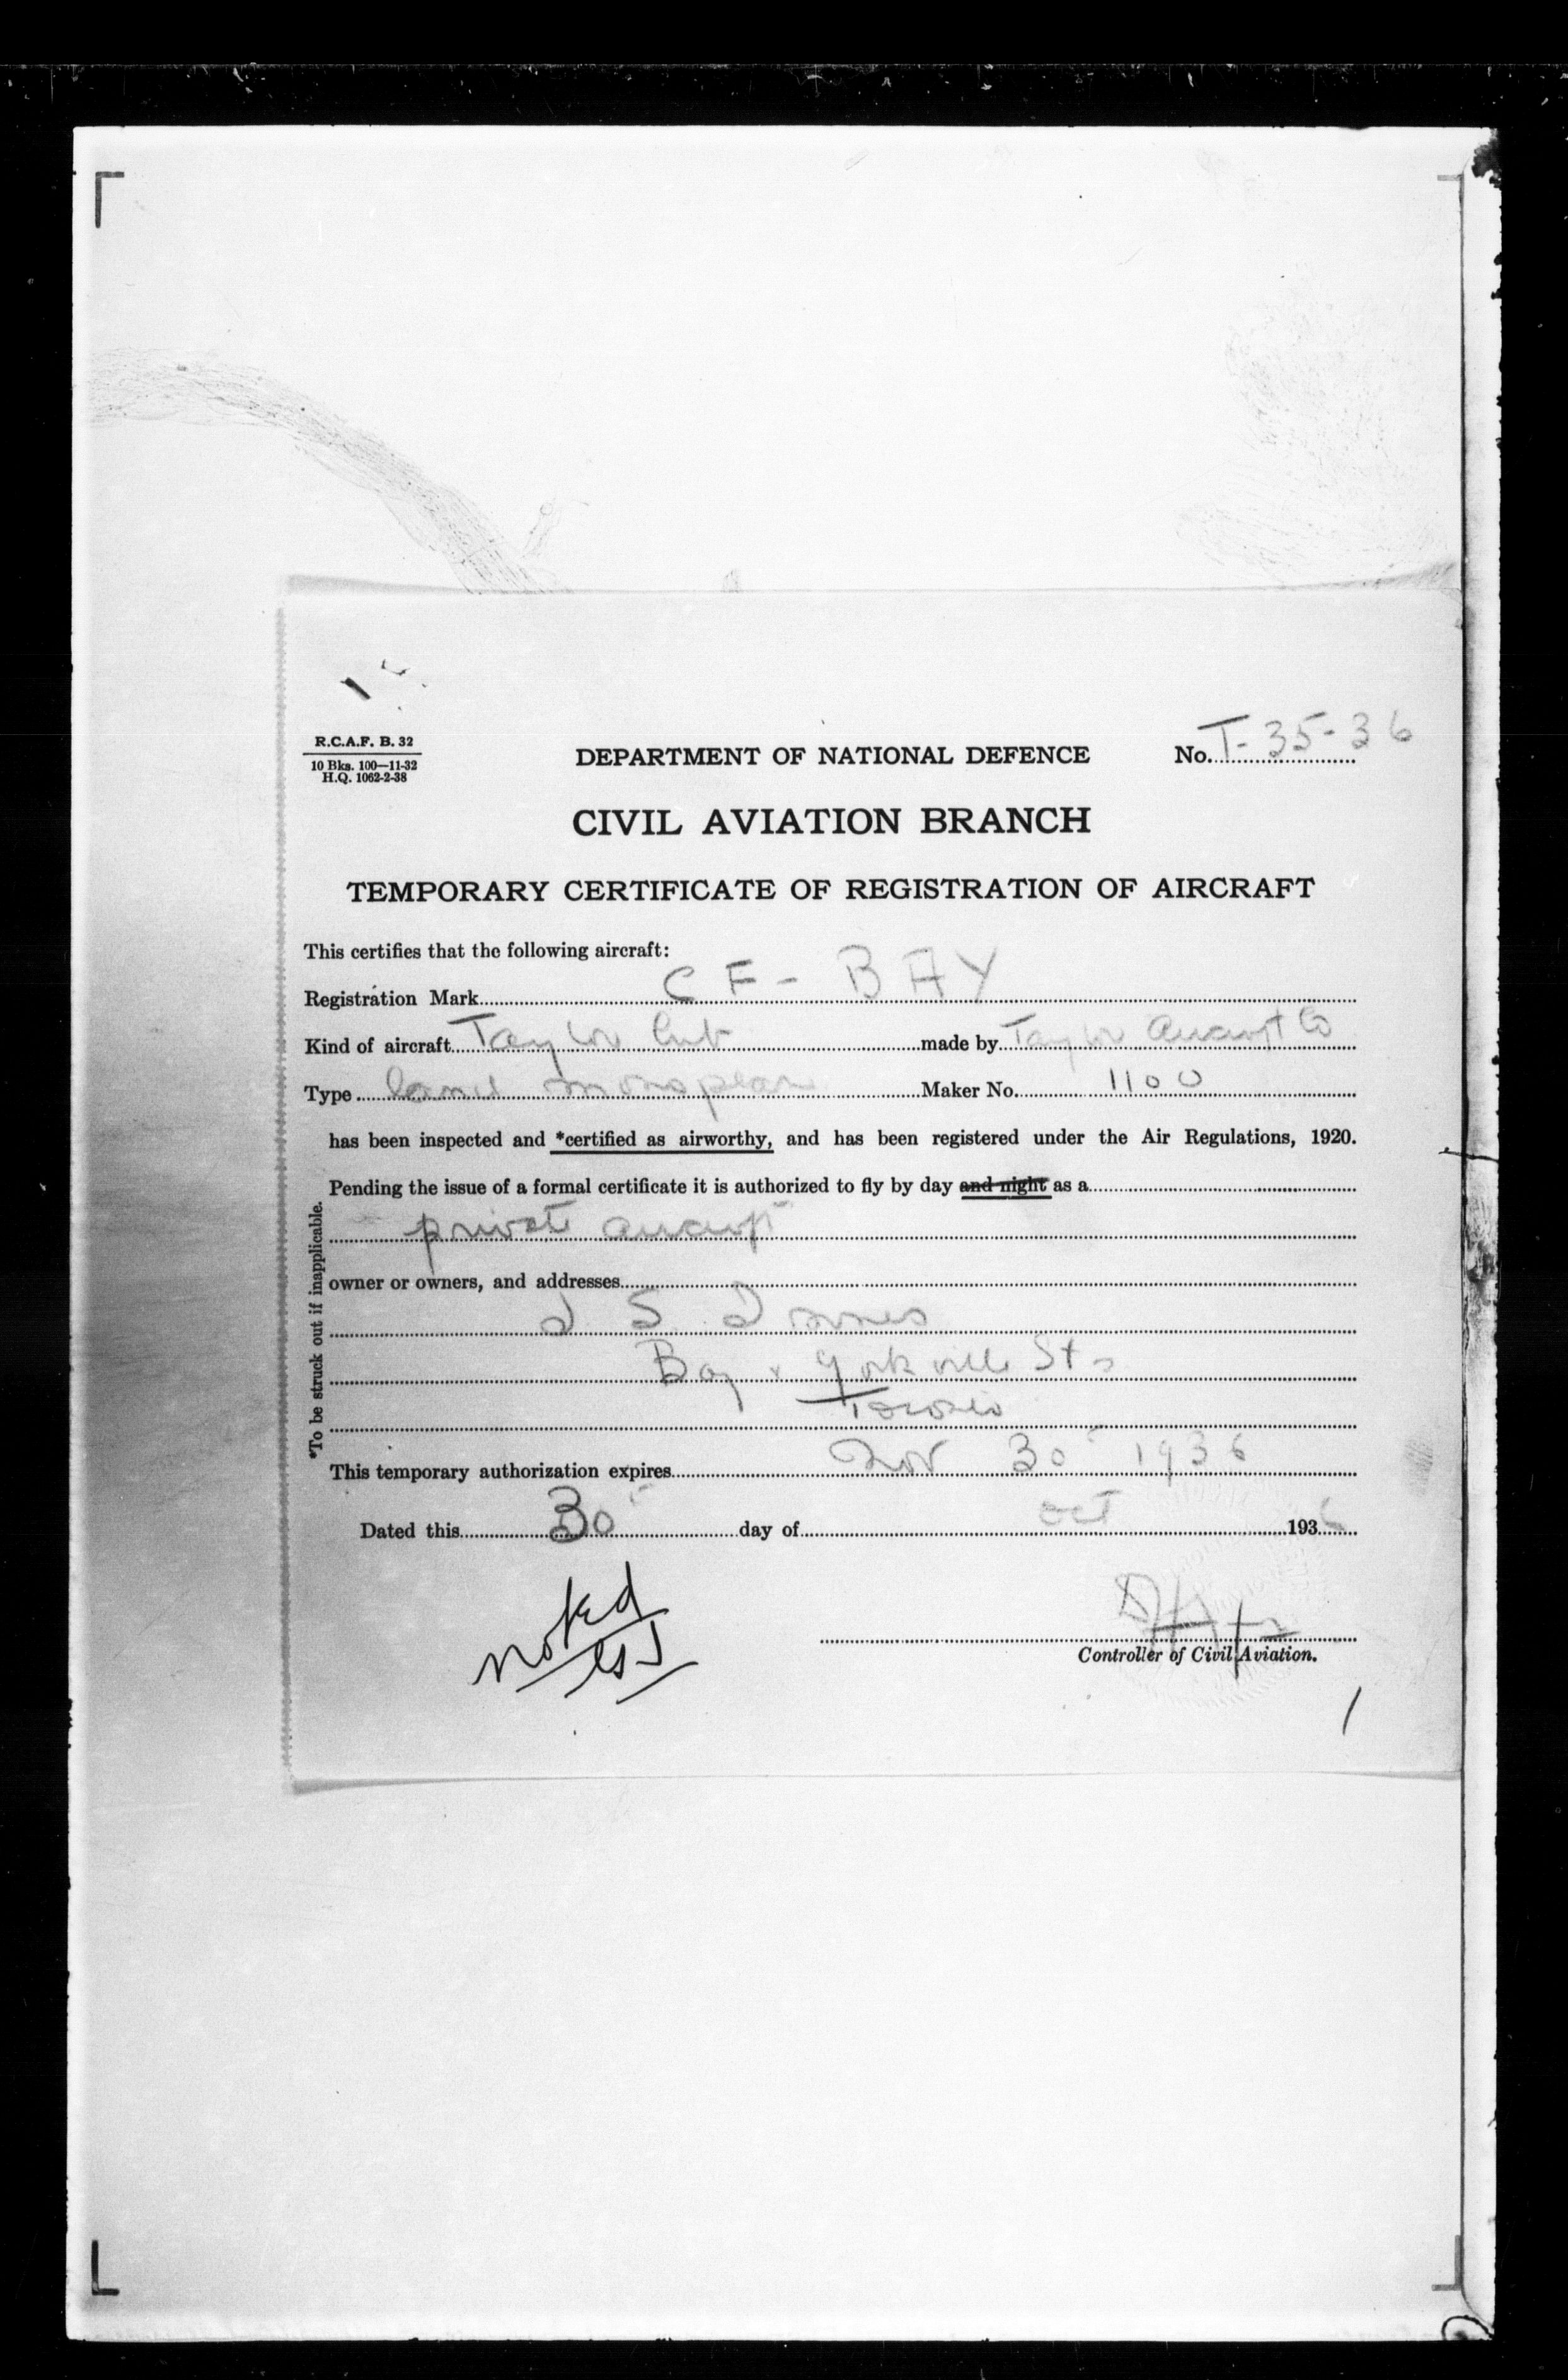 R.C.A.F. B. 32
10 Bks. 100—11-32
H.Q. 1062-2-38
DEPARTMENT OF NATIONAL DEFENCE
No. T-35-36
CIVIL AVIATION BRANCH
TEMPORARY CERTIFICATE OF REGISTRATION OF AIRCRAFT
This certifies that the following aircraft:
Registration Mark CF-BAY
Kind of aircraft Taylor Cub made by Taylor Aircraft Co
Type land monoplane Maker No. 1100
has been inspected and *certified as airworthy, and has been registered under the Air Regulations, 1920.
Pending the issue of a formal certificate it is authorized to fly by day and night as a
private aircraft
owner or owners, and addresses
S
Bay & Yorkville Sts
Toronto
This temporary authorization expires Nov 30 1936
Dated this 30 day of Oct 1936
*To be struck out if inapplicable.
noted
Controller of Civil Aviation.